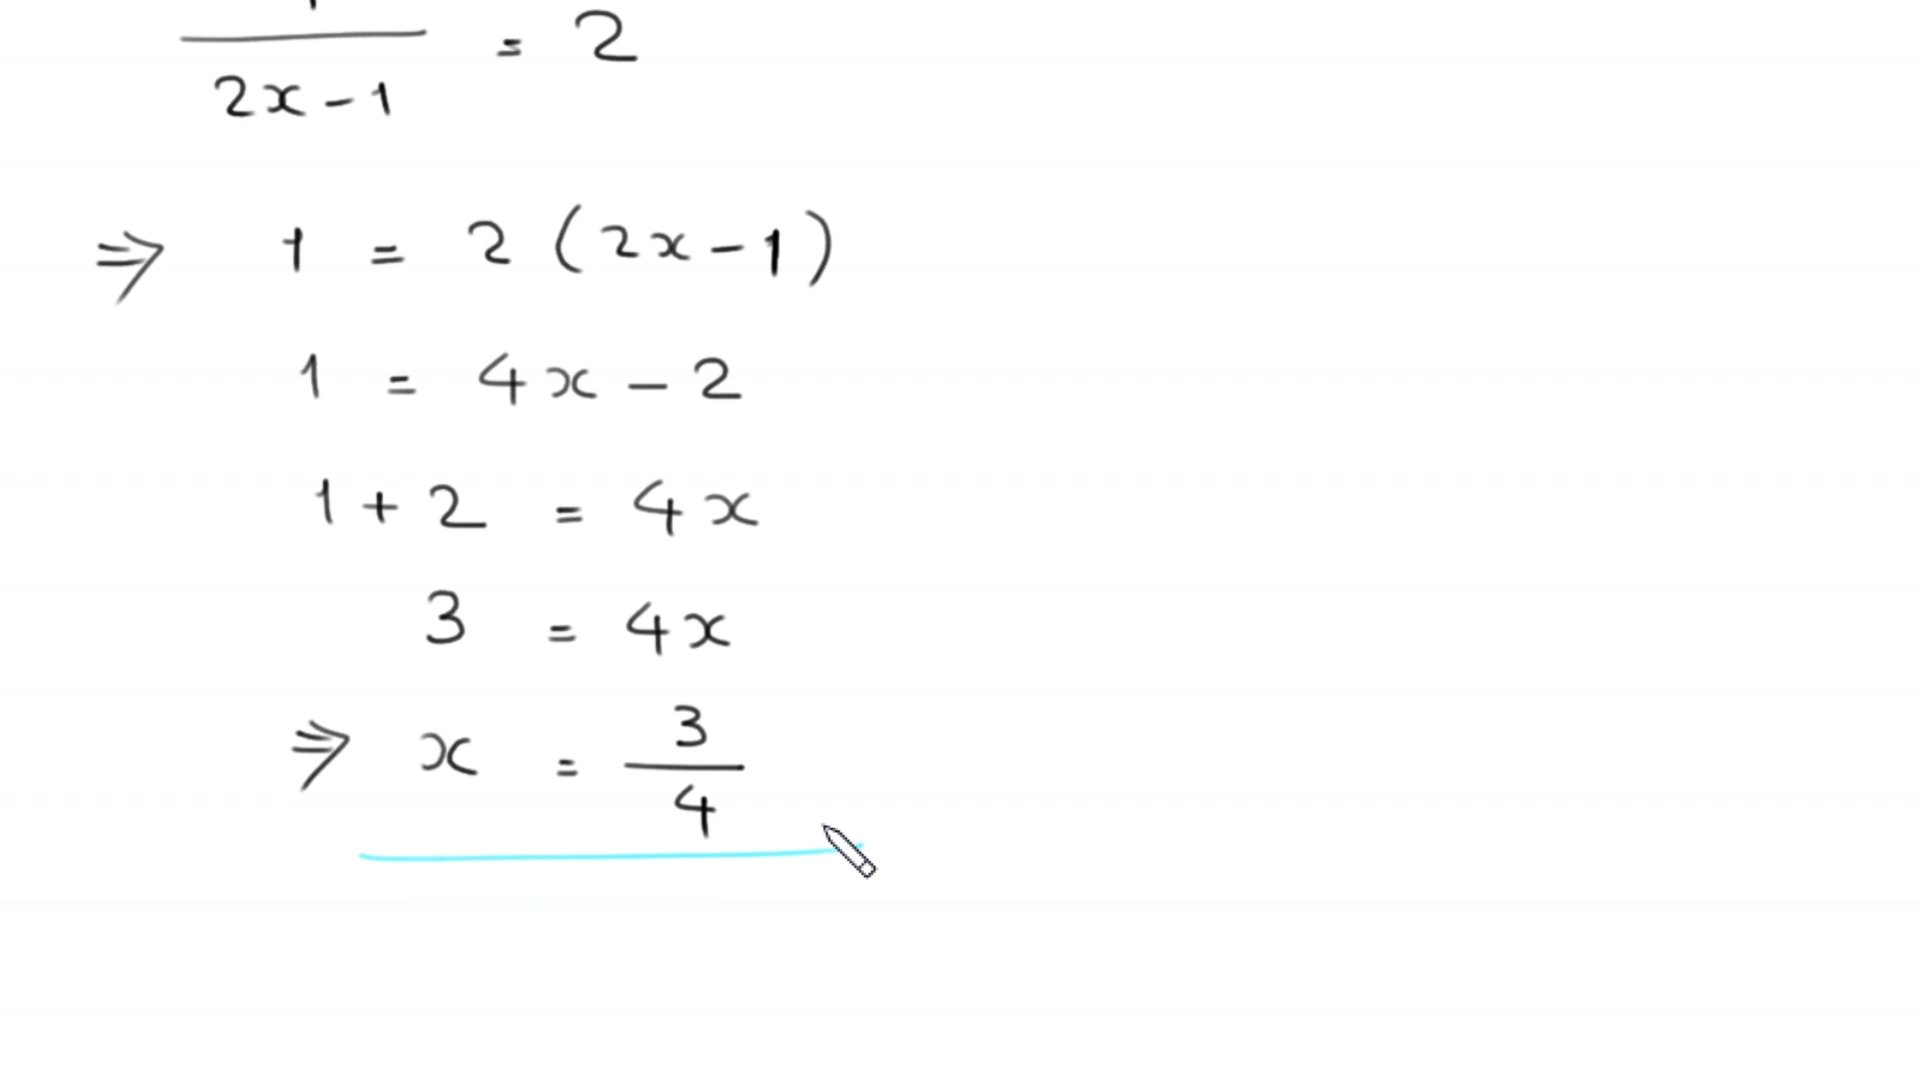 ─── = 2
2x - 1
⇒ 1 = 2 (2x - 1)
1 = 4x - 2
1 + 2 = 4x
3 = 4x
⇒ x = 3/4